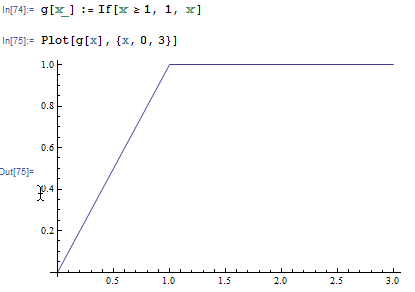 In[74]:= g[x_] := If[x ≥ 1, 1, x]
In[75]:= Plot[g[x], {x, 0, 3}]
1.0
0.8
0.6
Out[75]=
0.4
0.2
0.5 1.0 1.5 2.0 2.5 3.0